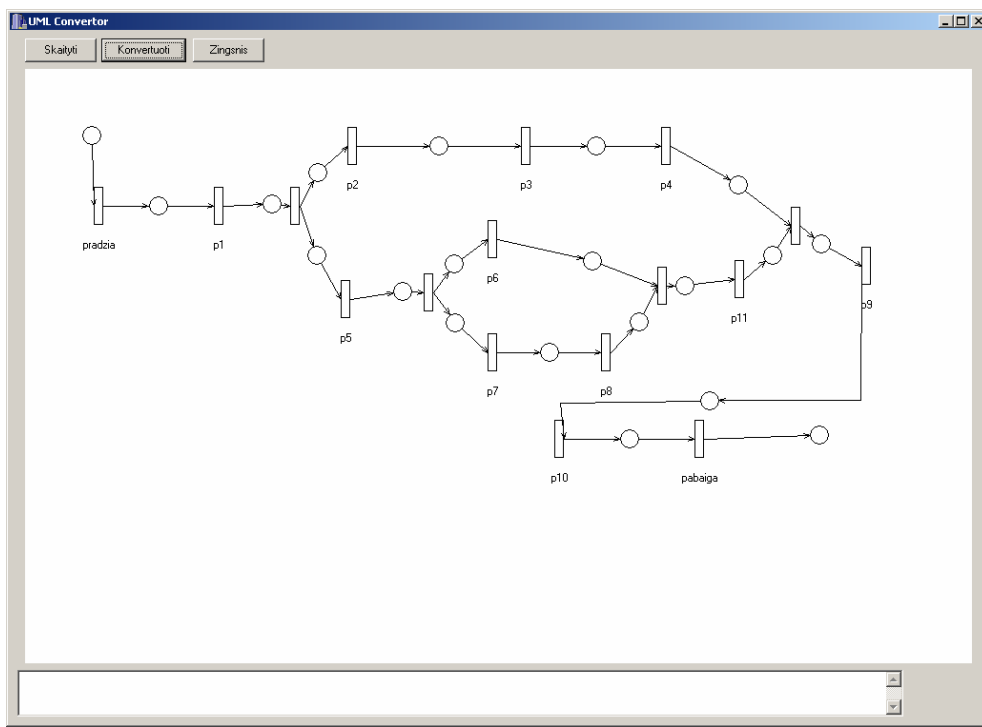 UML Convertor
Skaityti Konvertuoti Zingsnis
p2 p3 p4
pradzia p1
p6
p5 p11 p9
p7 p8
p10 pabaiga